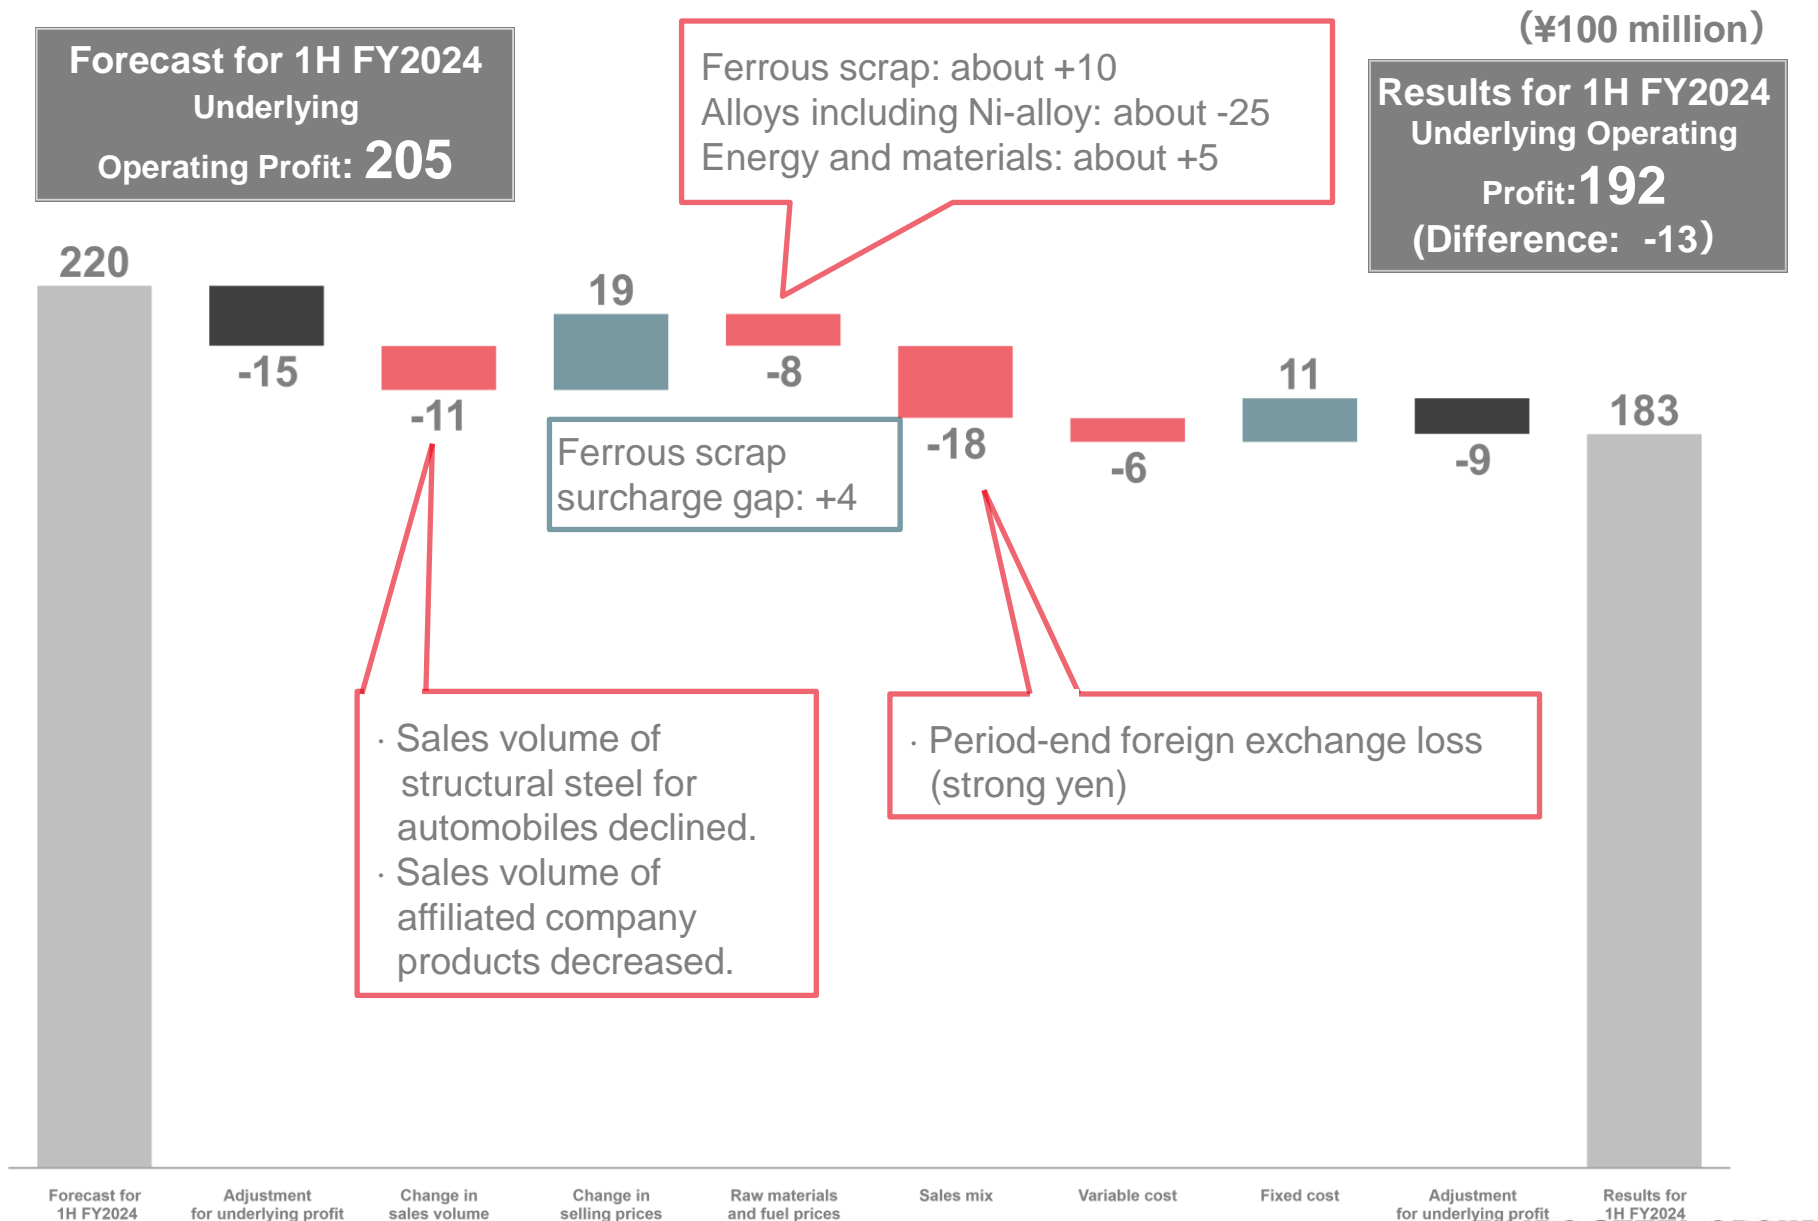 （¥100 million）
Forecast for 1H FY2024
Underlying
Operating Profit: 205
Ferrous scrap: about +10
Alloys including Ni-alloy: about -25
Energy and materials: about +5
Results for 1H FY2024
Underlying Operating
Profit:192
(Difference: -13）
220
-15
-11
19
-8
-18
-6
11
-9
183
Ferrous scrap
surcharge gap: +4
· Sales volume of
structural steel for
automobiles declined.
· Sales volume of
affiliated company
products decreased.
· Period-end foreign exchange loss
(strong yen)
Forecast for
1H FY2024
Adjustment
for underlying profit
Change in
sales volume
Change in
selling prices
Raw materials
and fuel prices
Sales mix
Variable cost
Fixed cost
Adjustment
for underlying profit
Results for
1H FY2024